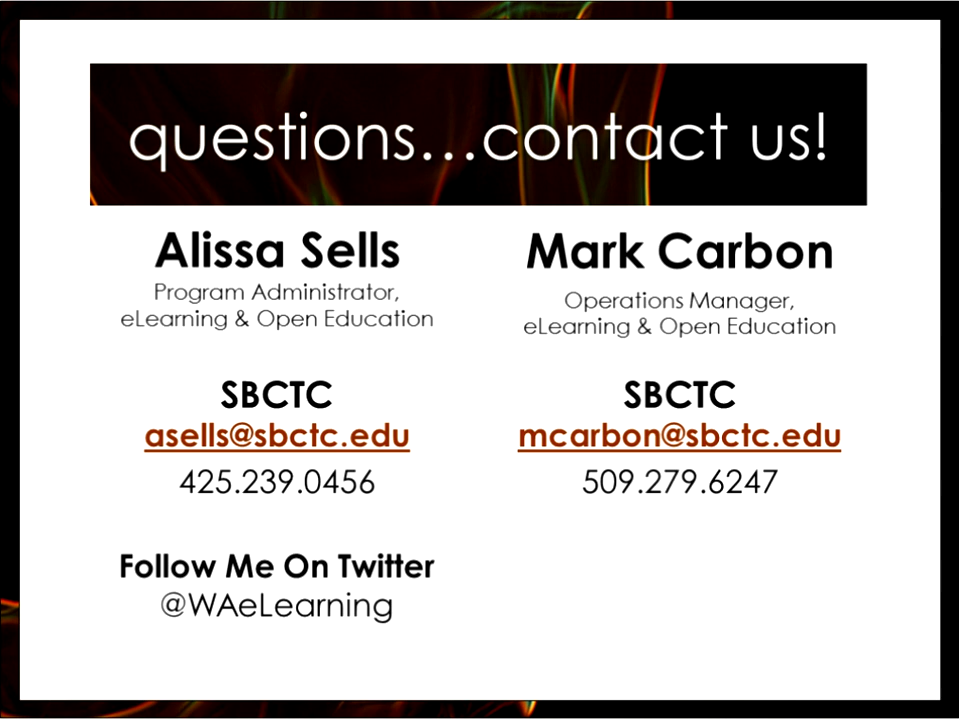 questions...contact us!
Alissa Sells
Program Administrator,
eLearning & Open Education
SBCTC
asells@sbctc.edu
425.239.0456
Follow Me On Twitter
@WAeLearning
Mark Carbon
Operations Manager,
eLearning & Open Education
SBCTC
mcarbon@sbctc.edu
509.279.6247